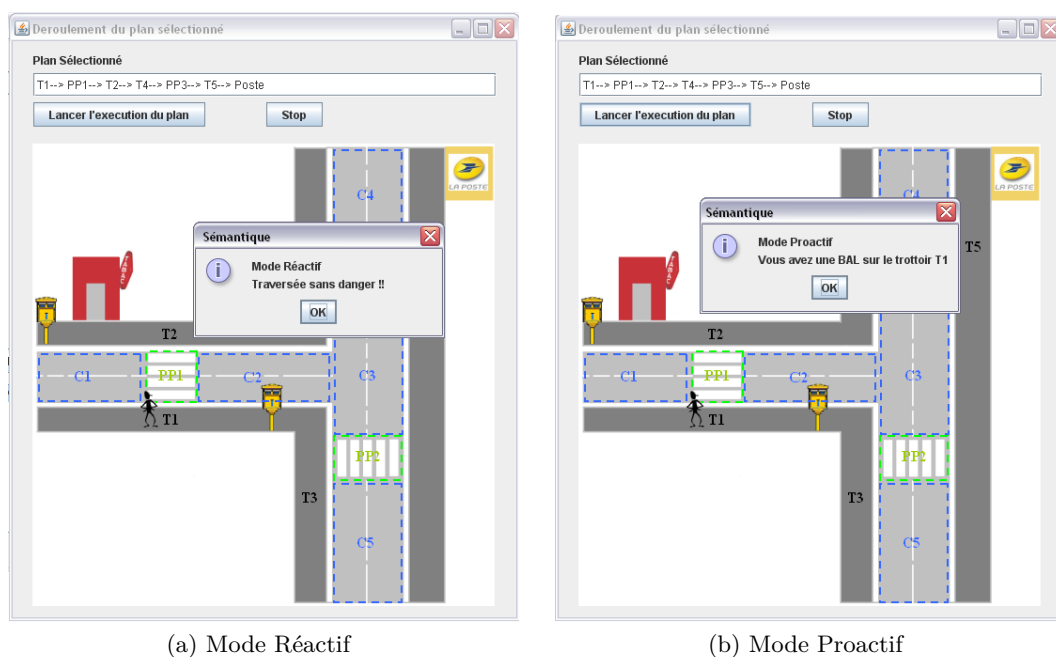 Deroulement du plan sélectionné
Plan Sélectionné
T1--> PP1--> T2--> T4--> PP3--> T5--> Poste
Lancer l'execution du plan
Stop
C4
LA POSTE
Sémantique
Mode Réactif
Traversée sans danger !!
OK
TABAC
T2
C1
PP1
C2
C3
T1
PP2
T3
C5
(a) Mode Réactif
Deroulement du plan sélectionné
Plan Sélectionné
T1--> PP1--> T2--> T4--> PP3--> T5--> Poste
Lancer l'execution du plan
Stop
C4
LA POSTE
Sémantique
Mode Proactif
Vous avez une BAL sur le trottoir T1
OK
T5
TABAC
T2
C1
PP1
C2
C3
T1
PP2
T3
C5
(b) Mode Proactif